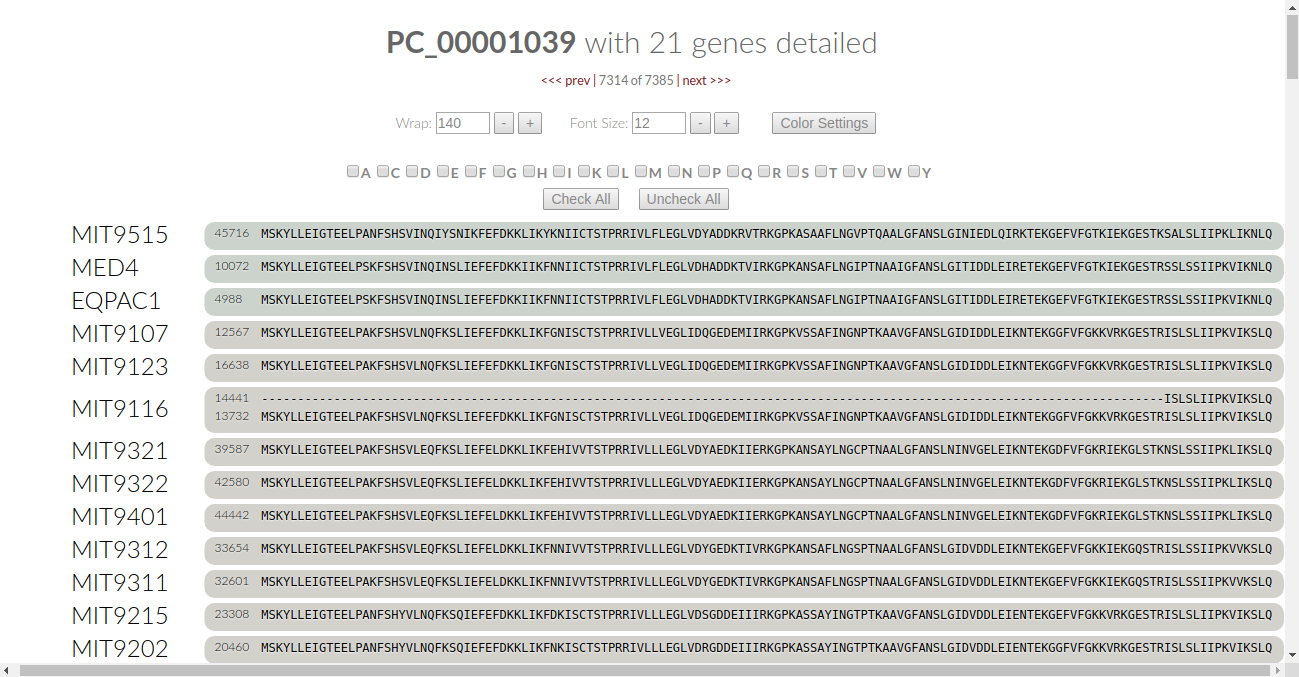 PC_00001039 with 21 genes detailed
<<< prev | 7314 of 7385 | next >>>
Wrap: 140 - + Font Size: 12 - + Color Settings
A C D E F G H I K L M N P Q R S T V W Y
Check All Uncheck All
MIT9515 45716 MSKYLLEIGTEELPANFSHSVINQIYSNIKFEFDKKLIKYKNIICTSTPRRIVLFLEGLVDYADDKRVTRKGPKASAAFLNGVPTQAALGFANSLGINIEDLQIRKTEKGEFVFGTKIEKGESTKSALSLIIPKLIKNLQ
MED4 10072 MSKYLLEIGTEELPSKFSHSVINQINSLIEFEFDKKIIKFNNIICTSTPRRIVLFLEGLVDHADDKTVIRKGPKANSAFLNGIPTNAAIGFANSLGITIDDLEIRETEKGEFVFGTKIEKGESTRSSLSSIIPKVIKNLQ
EQPAC1 4988 MSKYLLEIGTEELPSKFSHSVINQINSLIEFEFDKKIIKFNNIICTSTPRRIVLFLEGLVDHADDKTVIRKGPKANSAFLNGIPTNAAIGFANSLGITIDDLEIRETEKGEFVFGTKIEKGESTRSSLSSIIPKVIKNLQ
MIT9107 12567 MSKYLLEIGTEELPAKFSHSVLNQFKSLIEFEFDKKLIKFGNISCTSTPRRIVLLVEGLIDQGEDEMIIRKGPKVSSAFINGNPTKAAVGFANSLGIDIDDLEIKNTEKGGFVFGKKVRKGESTRISLSLIIPKVIKSLQ
MIT9123 16638 MSKYLLEIGTEELPAKFSHSVLNQFKSLIEFEFDKKLIKFGNISCTSTPRRIVLLVEGLIDQGEDEMIIRKGPKVSSAFINGNPTKAAVGFANSLGIDIDDLEIKNTEKGGFVFGKKVRKGESTRISLSLIIPKVIKSLQ
MIT9116 14441 ----------------------------------------------------------------------------------------------------------------------------ISLSLIIPKVIKSLQ
13732 MSKYLLEIGTEELPAKFSHSVLNQFKSLIEFEFDKKLIKFGNISCTSTPRRIVLLVEGLIDQGEDEMIIRKGPKVSSAFINGNPTKAAVGFANSLGIDIDDLEIKNTEKGGFVFGKKVRKGESTRISLSLIIPKVIKSLQ
MIT9321 39587 MSKYLLEIGTEELPAKFSHSVLEQFKSLIEFELDKKLIKFEHIVVTSTPRRIVLLLEGLVDYAEDKIIERKGPKANSAYLNGCPTNAALGFANSLNINVGELEIKNTEKGDFVFGKRIEKGLSTKNSLSSIIPKLIKSLQ
MIT9322 42580 MSKYLLEIGTEELPAKFSHSVLEQFKSLIEFELDKKLIKFEHIVVTSTPRRIVLLLEGLVDYAEDKIIERKGPKANSAYLNGCPTNAALGFANSLNINVGELEIKNTEKGDFVFGKRIEKGLSTKNSLSSIIPKLIKSLQ
MIT9401 44442 MSKYLLEIGTEELPAKFSHSVLEQFKSLIEFELDKKLIKFEHIVVTSTPRRIVLLLEGLVDYAEDKIIERKGPKANSAYLNGCPTNAALGFANSLNINVGELEIKNTEKGDFVFGKRIEKGLSTKNSLSSIIPKLIKSLQ
MIT9312 33654 MSKYLLEIGTEELPAKFSHSVLEQFKSLIEFELDKKLIKFNNIVVTSTPRRIVLLLEGLVDYGEDKTIVRKGPKANSAFLNGSPTNAALGFANSLGIDVDDLEIKNTEKGEFVFGKKIEKGQSTRISLSSIIPKVVKSLQ
MIT9311 32601 MSKYLLEIGTEELPAKFSHSVLEQFKSLIEFELDKKLIKFNNIVVTSTPRRIVLLLEGLVDYGEDKTIVRKGPKANSAFLNGSPTNAALGFANSLGIDVDDLEIKNTEKGEFVFGKKIEKGQSTRISLSSIIPKVVKSLQ
MIT9215 23308 MSKYLLEIGTEELPANFSHYVLNQFKSQIEFEFDKKLIKFDKISCTSTPRRIVLLLEGLVDSGDDEIIIRKGPKASSAYINGTPTKAAVGFANSLGIDVDDLEIENTEKGEFVFGKKVRKGESTRISLSLIIPKVIKSLQ
MIT9202 20460 MSKYLLEIGTEELPANFSHYVLNQFKSQIEFEFDKKLIKFNKISCTSTPRRIVLLLEGLVDRGDDEIIIRKGPKASSAYINGTPTKAAVGFANSLGIDVDDLEIKNTEKGGFVFGKKVRKGESTRISLSLIIPKVIKSLQ